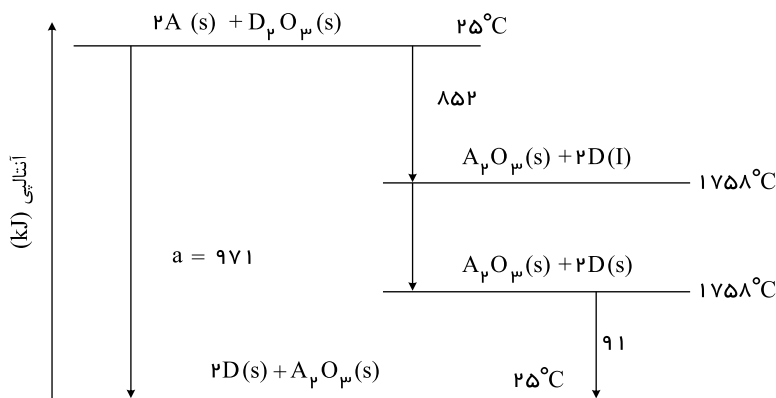 ۲A (s) + D۲O۳(s)
۲۵°C
۸۵۲
A۲O۳(s) + ۲D(l)
۱۷۵۸°C
آنتالپی (kJ)
a = ۹۷۱
A۲O۳(s) + ۲D(s)
۱۷۵۸°C
۹۱
۲D(s) + A۲O۳(s)
۲۵°C